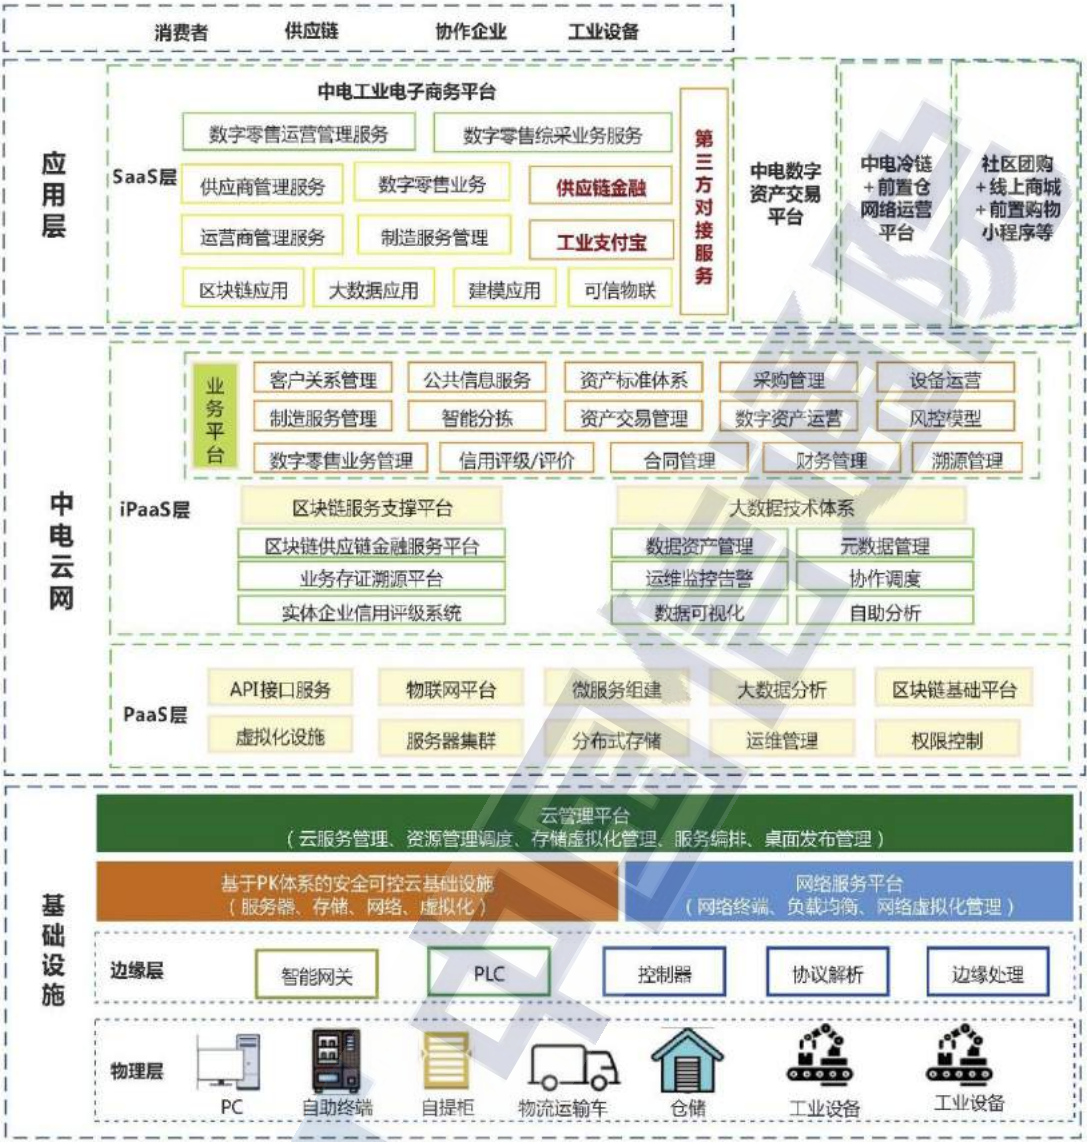 消费者 供应链 协作企业 工业设备
应用层
SaaS层
中电工业电子商务平台
数字零售运营管理服务 数字零售综采业务服务
供应商管理服务 数字零售业务 供应链金融
运营商管理服务 制造服务管理 工业支付宝
区块链应用 大数据应用 建模应用 可信物联
第三方对接服务
中电数字
资产交易
平台
中电冷链
+前置仓
网络运营
平台
社区团购
+线上商城
+前置购物
小程序等
中电云网
iPaaS层
业务平台
客户关系管理 公共信息服务 资产标准体系 采购管理 设备运营
制造服务管理 智能分拣 资产交易管理 数字资产运营 风控模型
数字零售业务管理 信用评级/评价 合同管理 财务管理 溯源管理
区块链服务支撑平台 大数据技术体系
区块链供应链金融服务平台 数据资产管理 元数据管理
业务存证溯源平台 运维监控告警 协作调度
实体企业信用评级系统 数据可视化 自助分析
PaaS层
API接口服务 物联网平台 微服务组建 大数据分析 区块链基础平台
虚拟化设施 服务器集群 分布式存储 运维管理 权限控制
基础设施
云管理平台
(云服务管理、资源管理调度、存储虚拟化管理、服务编排、桌面发布管理)
基于PK体系的安全可控云基础设施
(服务器、存储、网络、虚拟化)
网络服务平台
(网络终端、负载均衡、网络虚拟化管理)
边缘层 智能网关 PLC 控制器 协议解析 边缘处理
物理层
PC 自助终端 自提柜 物流运输车 仓储 工业设备 工业设备
中国信通院